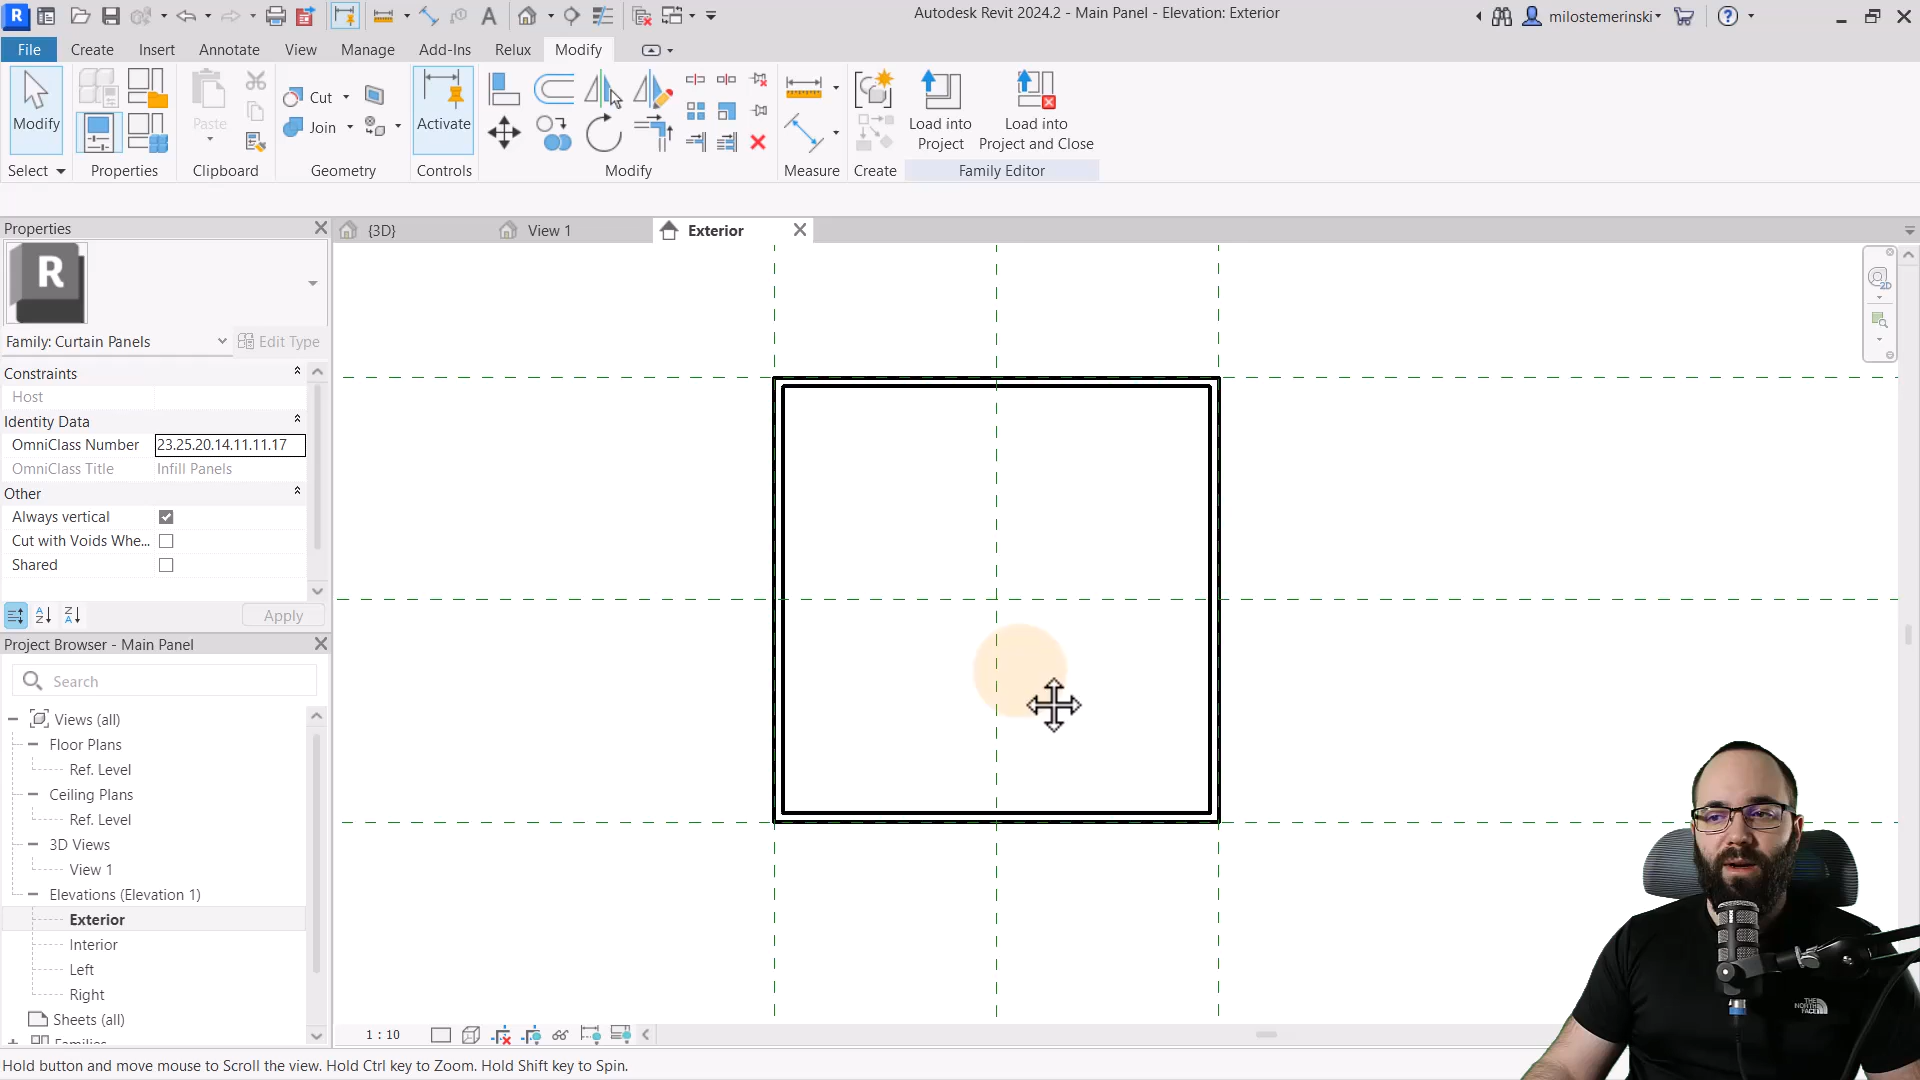 Autodesk Revit 2024.2 - Main Panel - Elevation: Exterior
milostemerinski
File
Create
Insert
Annotate
View
Manage
Add-Ins
Relux
Modify
Modify
Paste
Cut
Join
Activate
Load into
Project
Load into
Project and Close
Select
Properties
Clipboard
Geometry
Controls
Modify
Measure
Create
Family Editor
Properties
{3D}
View 1
Exterior
R
Family: Curtain Panels
Edit Type
Constraints
Host
Identity Data
OmniClass Number
23.25.20.14.11.11.17
OmniClass Title
Infill Panels
Other
Always vertical
Cut with Voids Whe...
Shared
Apply
Project Browser - Main Panel
Search
Views (all)
Floor Plans
Ref. Level
Ceiling Plans
Ref. Level
3D Views
View 1
Elevations (Elevation 1)
Exterior
Interior
Left
Right
Sheets (all)
Families
1 : 10
Hold button and move mouse to Scroll the view. Hold Ctrl key to Zoom. Hold Shift key to Spin.
2D
THE
NORTH
FACE